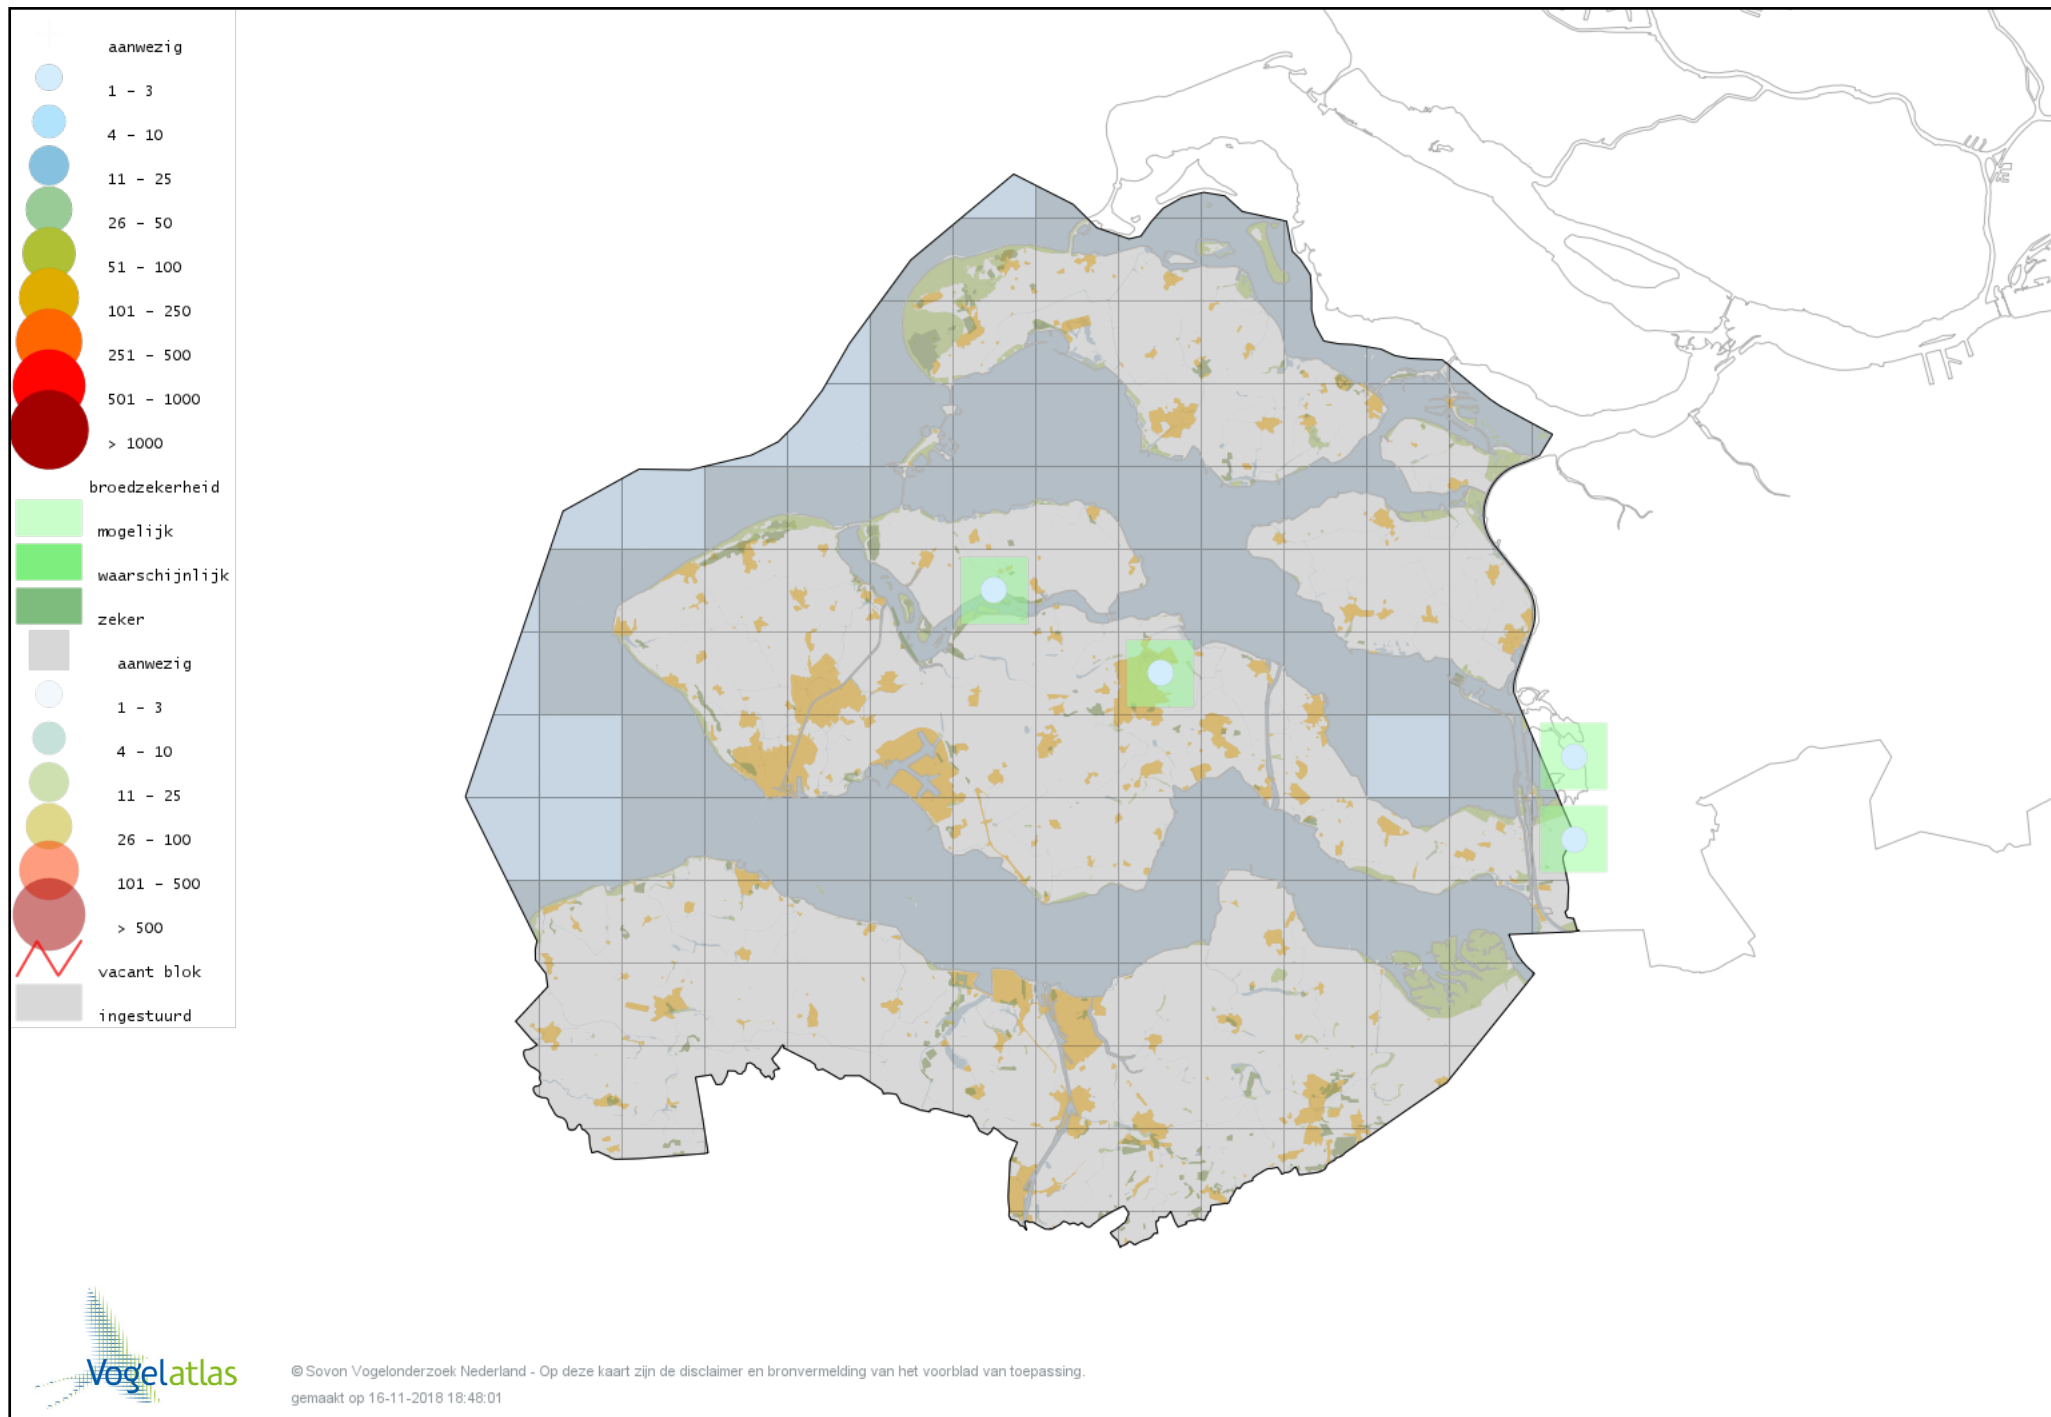 aanwezig
1 - 3
4 - 10
11 - 25
26 - 50
51 - 100
101 - 250
251 - 500
501 - 1000
> 1000
broedzekerheid
mogelijk
waarschijnlijk
zeker
aanwezig
1 - 3
4 - 10
11 - 25
26 - 100
101 - 500
> 500
vacant blok
ingestuurd
Vogelatlas
© Sovon Vogelonderzoek Nederland - Op deze kaart zijn de disclaimer en bronvermelding van het voorblad van toepassing.
gemaakt op 16-11-2018 18:48:01